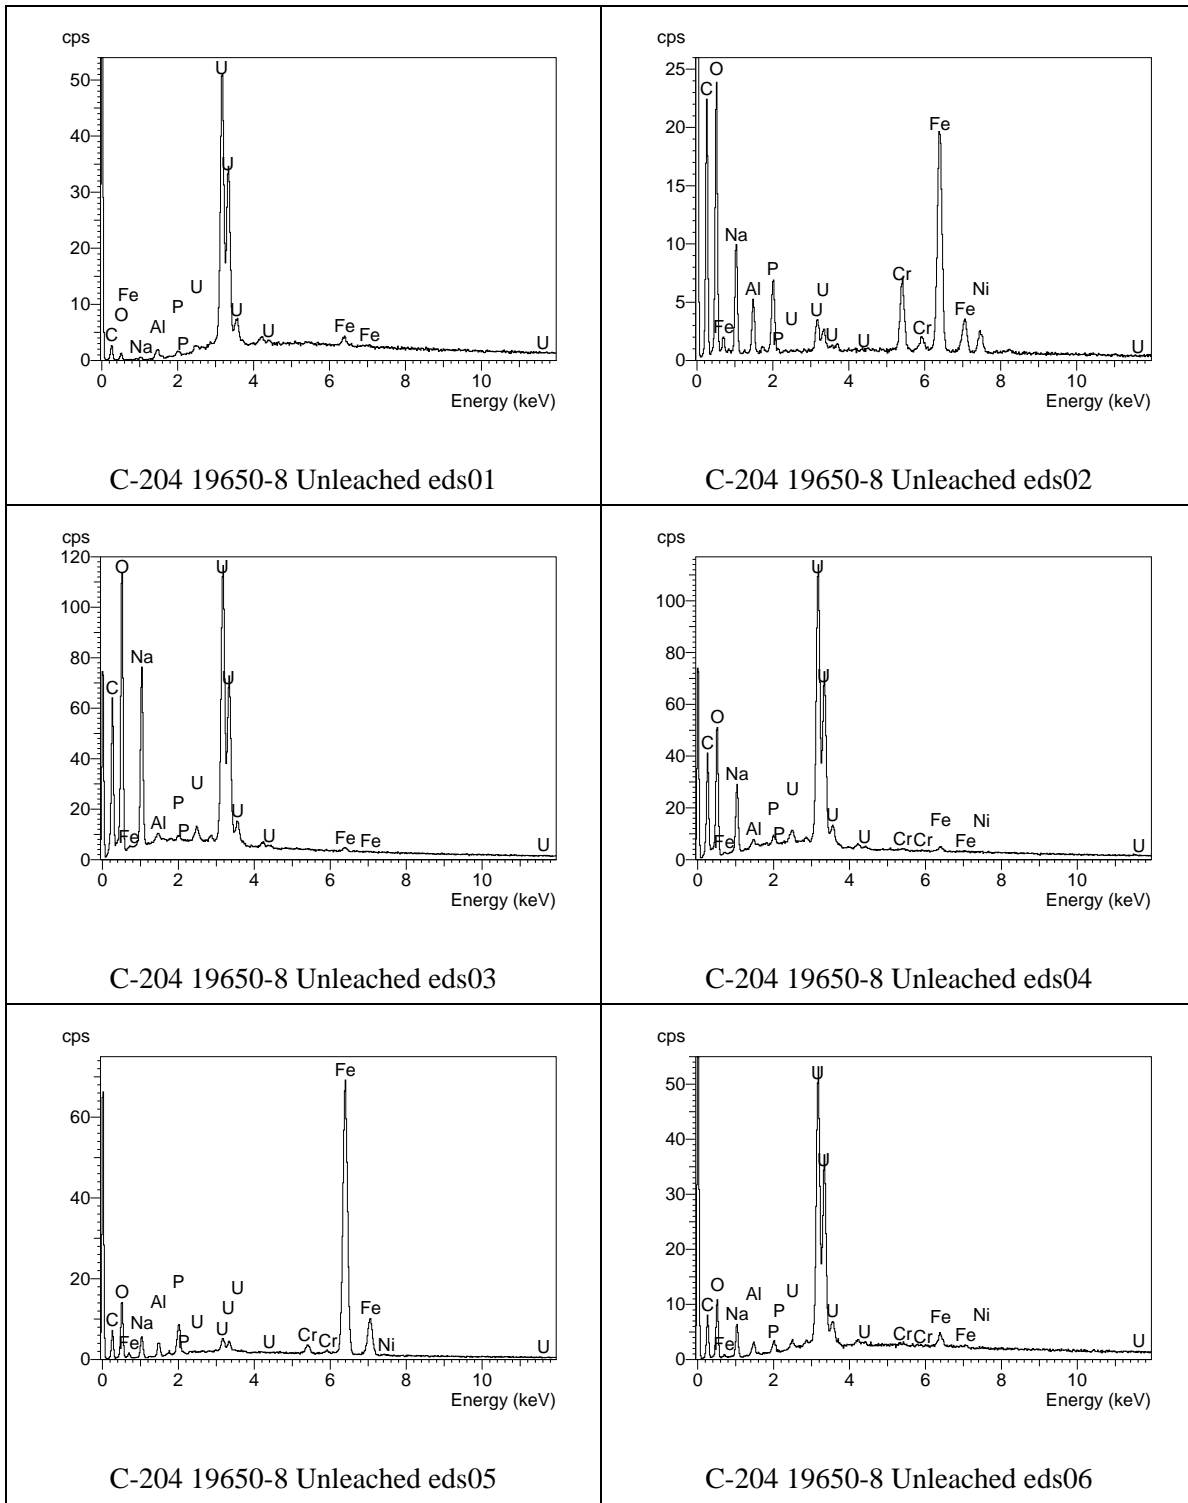 cps
50
40
30
20
10
0
U
U
U
Fe
O
P
C
Na
Al
P
U
U
Fe
Fe
U
0 2 4 6 8 10
Energy (keV)
C-204 19650-8 Unleached eds01
cps
25
20
15
10
5
0
O
C
Fe
Na
Al
P
Fe
P
U
U
U
U
U
Cr
Cr
Fe
Ni
U
0 2 4 6 8 10
Energy (keV)
C-204 19650-8 Unleached eds02
cps
120
100
80
60
40
20
0
O
U
Na
C
U
U
P
Fe
Al
P
U
U
Fe
Fe
U
0 2 4 6 8 10
Energy (keV)
C-204 19650-8 Unleached eds03
cps
100
80
60
40
20
0
U
U
O
C
Na
U
P
Fe
Al
P
U
U
Cr
Cr
Fe
Fe
Ni
U
0 2 4 6 8 10
Energy (keV)
C-204 19650-8 Unleached eds04
cps
60
40
20
0
Fe
P
O
Al
U
C
Na
U
U
Fe
P
U
U
Cr
Cr
Fe
Ni
U
0 2 4 6 8 10
Energy (keV)
C-204 19650-8 Unleached eds05
cps
50
40
30
20
10
0
U
U
O
Al
U
C
Na
P
U
Fe
P
U
Cr
Cr
Fe
Fe
Ni
U
0 2 4 6 8 10
Energy (keV)
C-204 19650-8 Unleached eds06